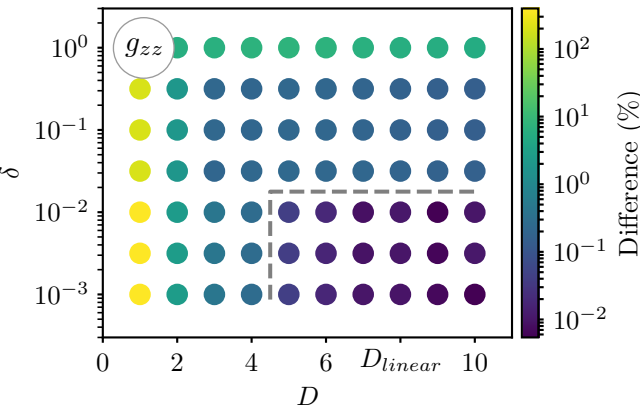 g_{zz}
10^0
10^{-1}
10^{-2}
10^{-3}
δ
0 2 4 6 D_{linear} 10
D
10^2
10^1
10^0
10^{-1}
10^{-2}
Difference (%)